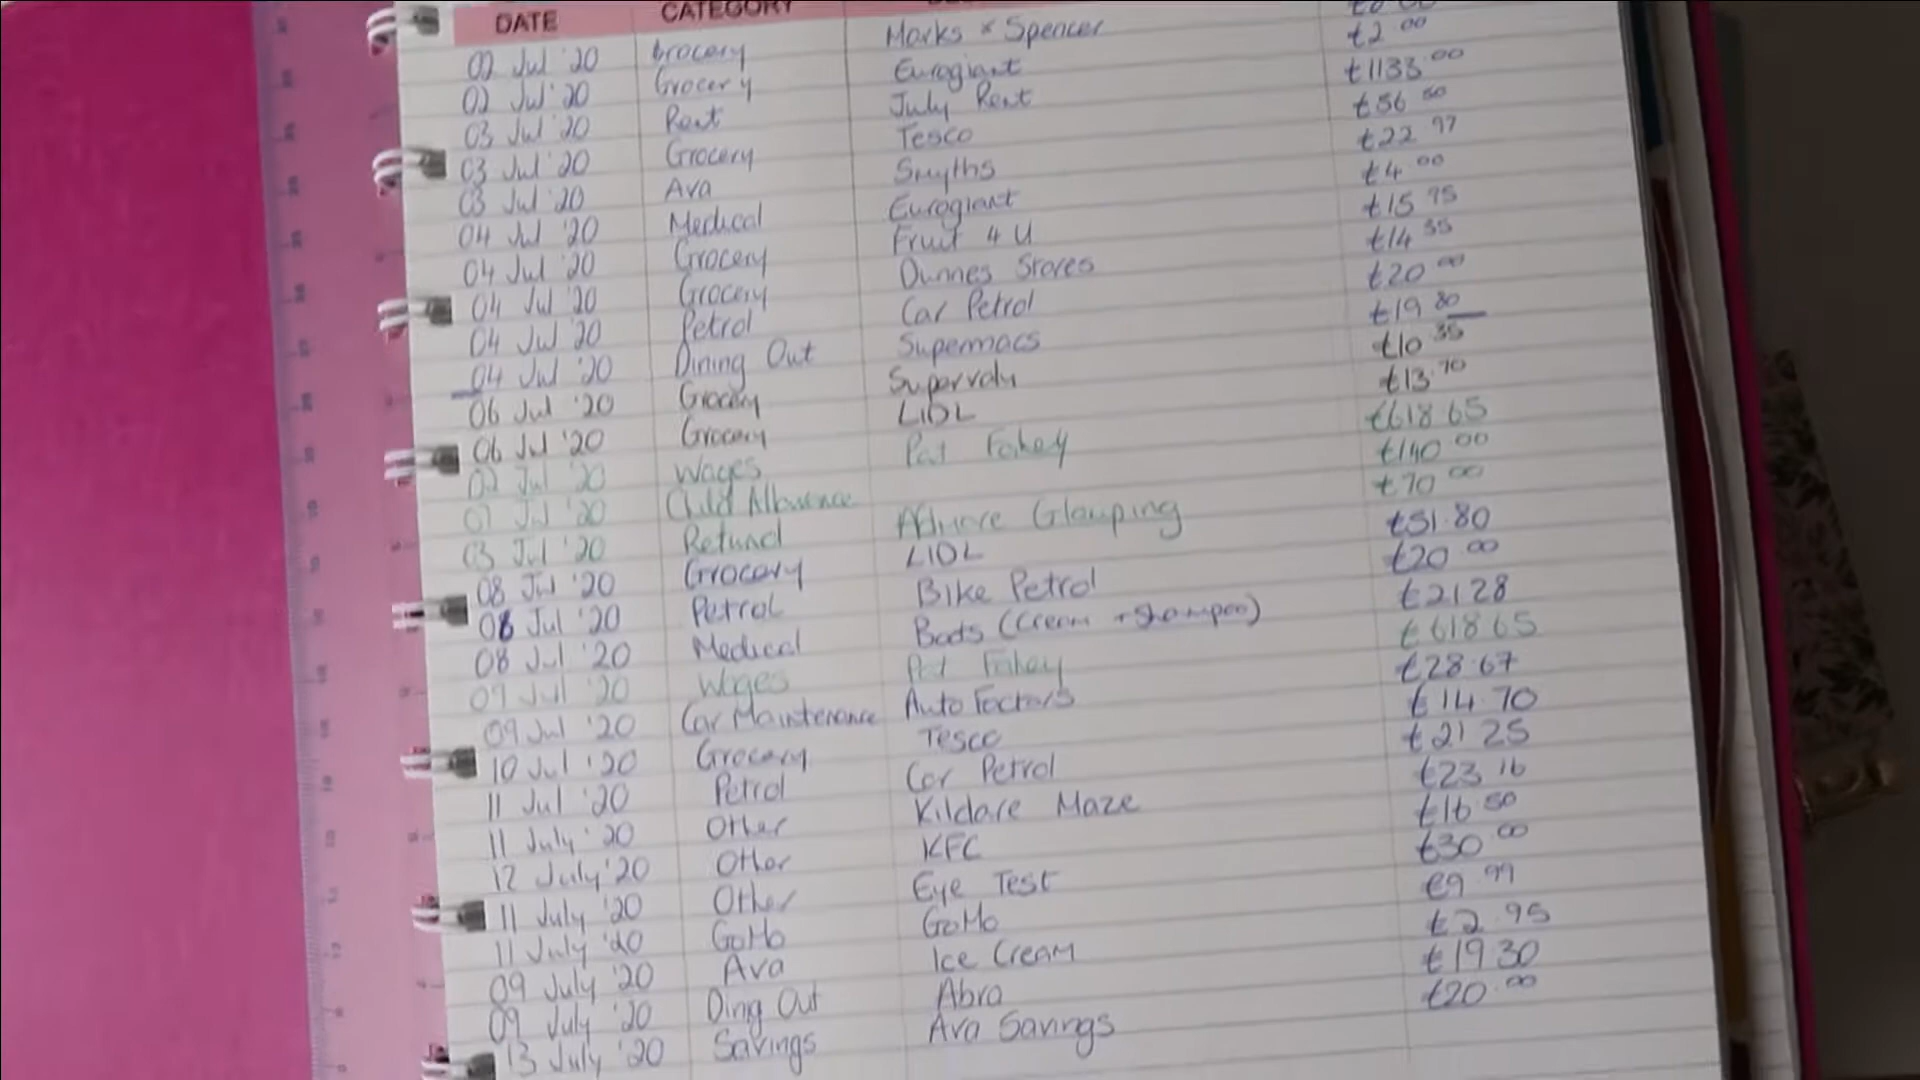 DATE CATEGORY
02 Jul '20 Grocery Marks & Spencer
02 Jul '20 Grocery Eurogiant €2.00
03 Jul '20 Rent July Rent €1133.00
03 Jul '20 Grocery Tesco €56.50
03 Jul '20 Ava Smyths €22.97
04 Jul '20 Medical Eurogiant €4.00
04 Jul '20 Grocery Fruit 4 U €15.95
04 Jul '20 Grocery Dunnes Stores €14.35
04 Jul '20 Petrol Car Petrol €20.00
04 Jul '20 Dining Out Supermacs €19.80
06 Jul '20 Grocery Supervalu €10.35
06 Jul '20 Grocery LIDL €13.70
02 Jul '20 Wages Pat Fahey €618.65
07 Jul '20 Child Allowance €140.00
03 Jul '20 Refund Admore Glamping €70.00
08 Jul '20 Grocery LIDL €51.80
08 Jul '20 Petrol Bike Petrol €20.00
08 Jul '20 Medical Boots (Cream + Shampoo) €21 28
09 Jul '20 Wages Pat Fahey €618 65
09 Jul '20 Car Maintenance Auto Factors €28.67
10 Jul '20 Grocery Tesco €14.70
11 Jul '20 Petrol Car Petrol €21 25
11 July '20 Other Kildare Maze €23 16
12 July '20 Other KFC €16 50
11 July '20 Other Eye Test €30 00
11 July '20 GoMo GoMo €9 99
09 July '20 Ava Ice Cream €2.95
09 July '20 Ding Out Abra €19 30
13 July '20 Savings Ava Savings €20.00